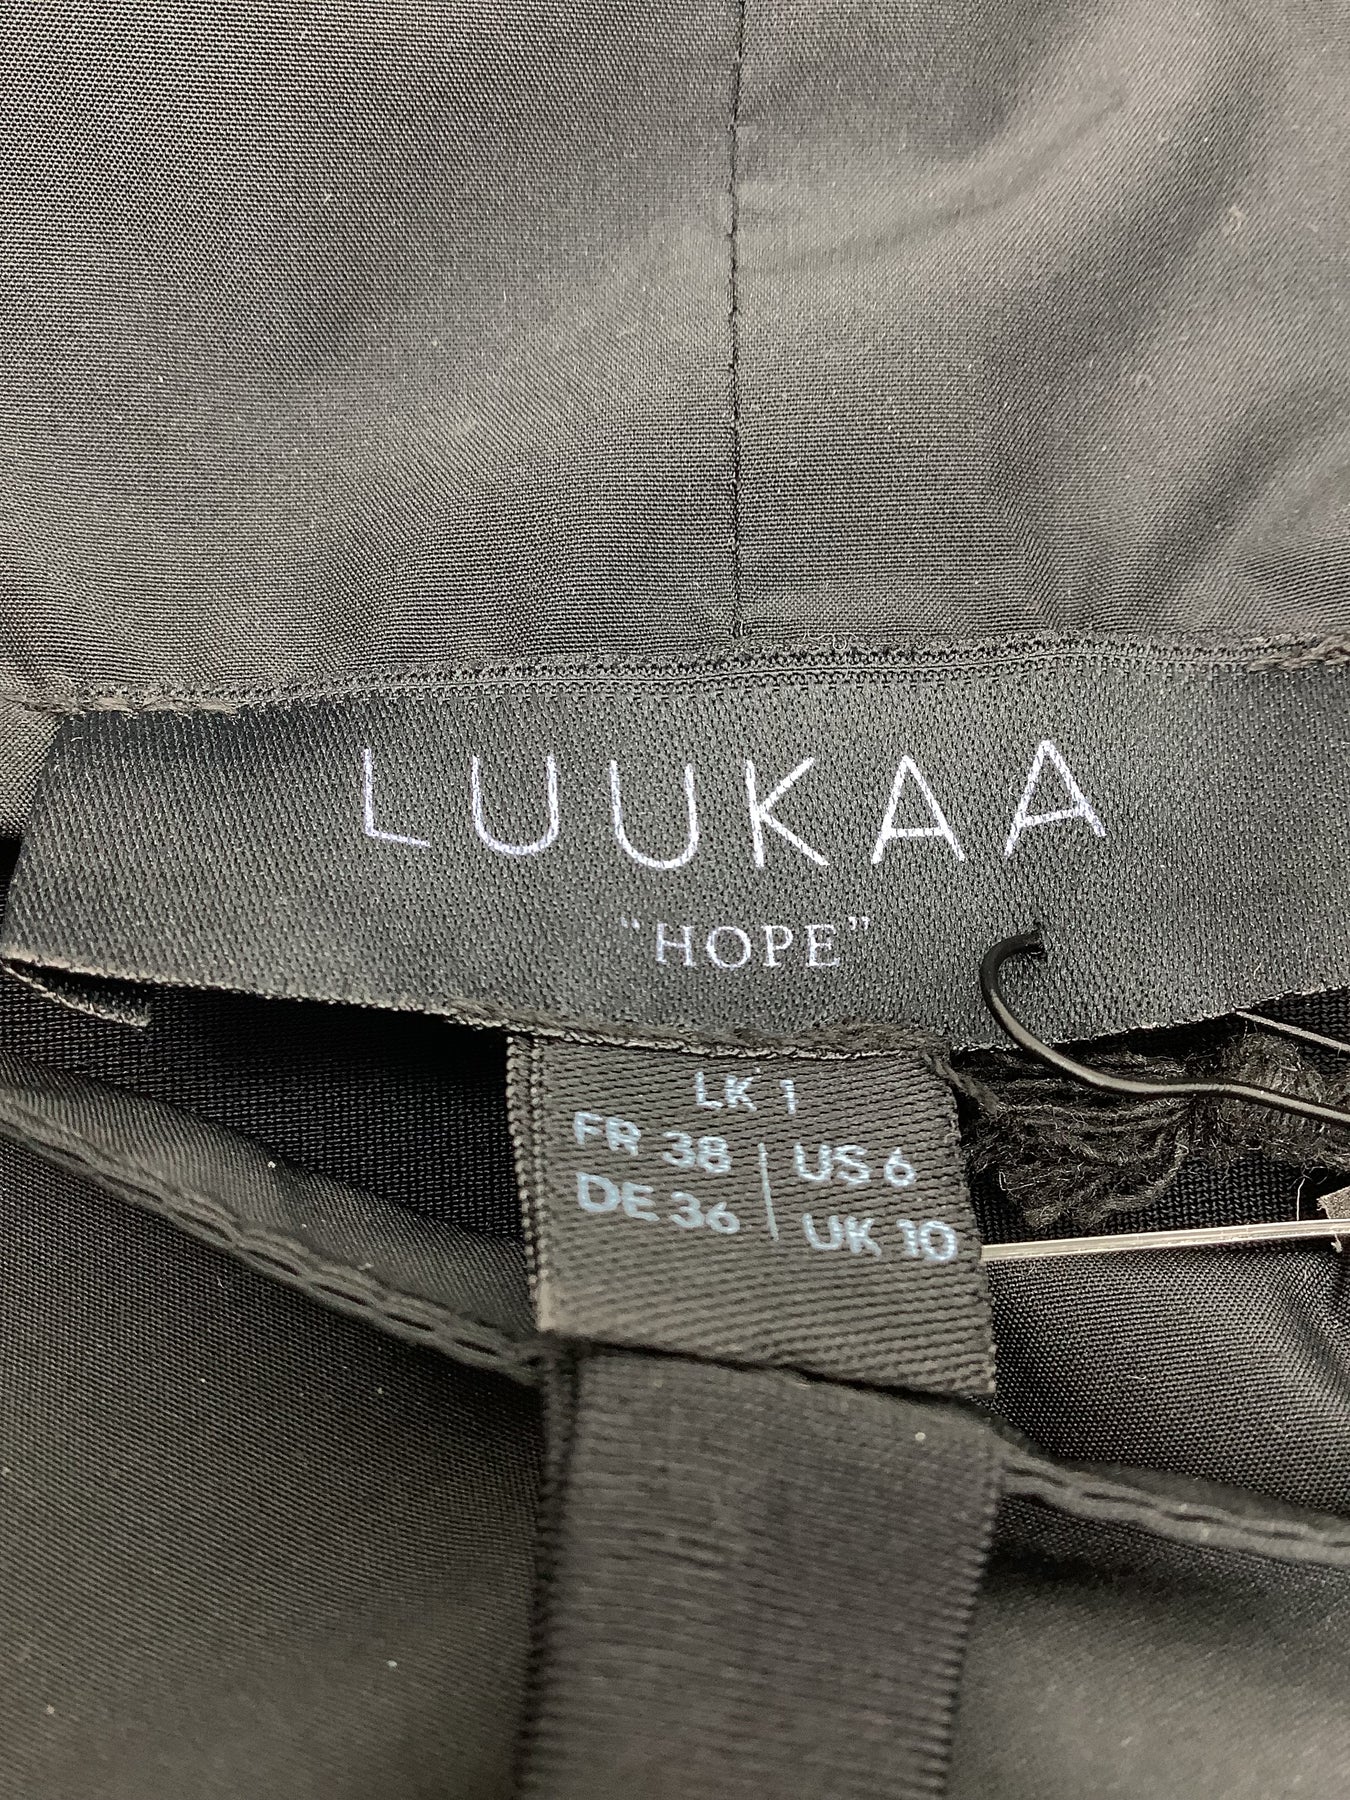 LUUKAA
"HOPE"
LK 1
FR 38 | US 6
DE 36 | UK 10